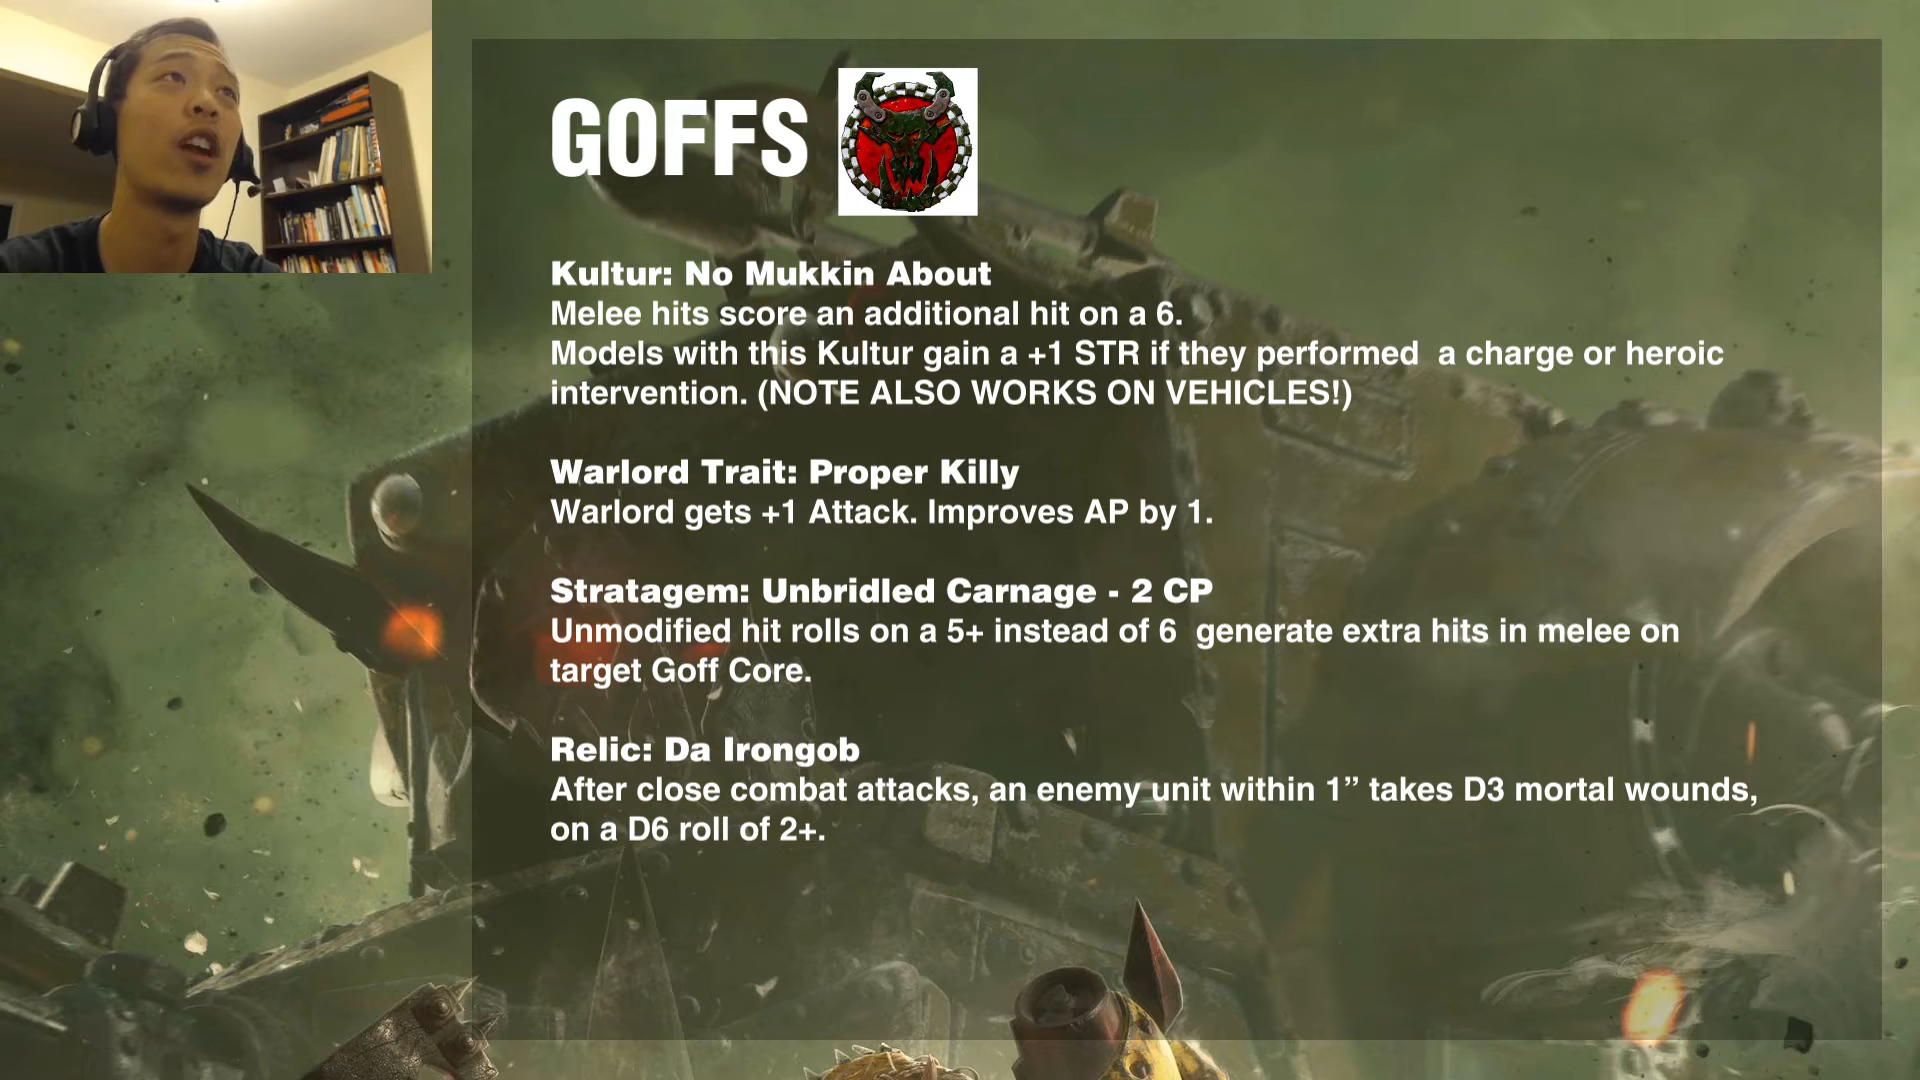 GOFFS
Kultur: No Mukkin About
Melee hits score an additional hit on a 6.
Models with this Kultur gain a +1 STR if they performed  a charge or heroic
intervention. (NOTE ALSO WORKS ON VEHICLES!)
Warlord Trait: Proper Killy
Warlord gets +1 Attack. Improves AP by 1.
Stratagem: Unbridled Carnage - 2 CP
Unmodified hit rolls on a 5+ instead of 6  generate extra hits in melee on
target Goff Core.
Relic: Da Irongob
After close combat attacks, an enemy unit within 1” takes D3 mortal wounds,
on a D6 roll of 2+.